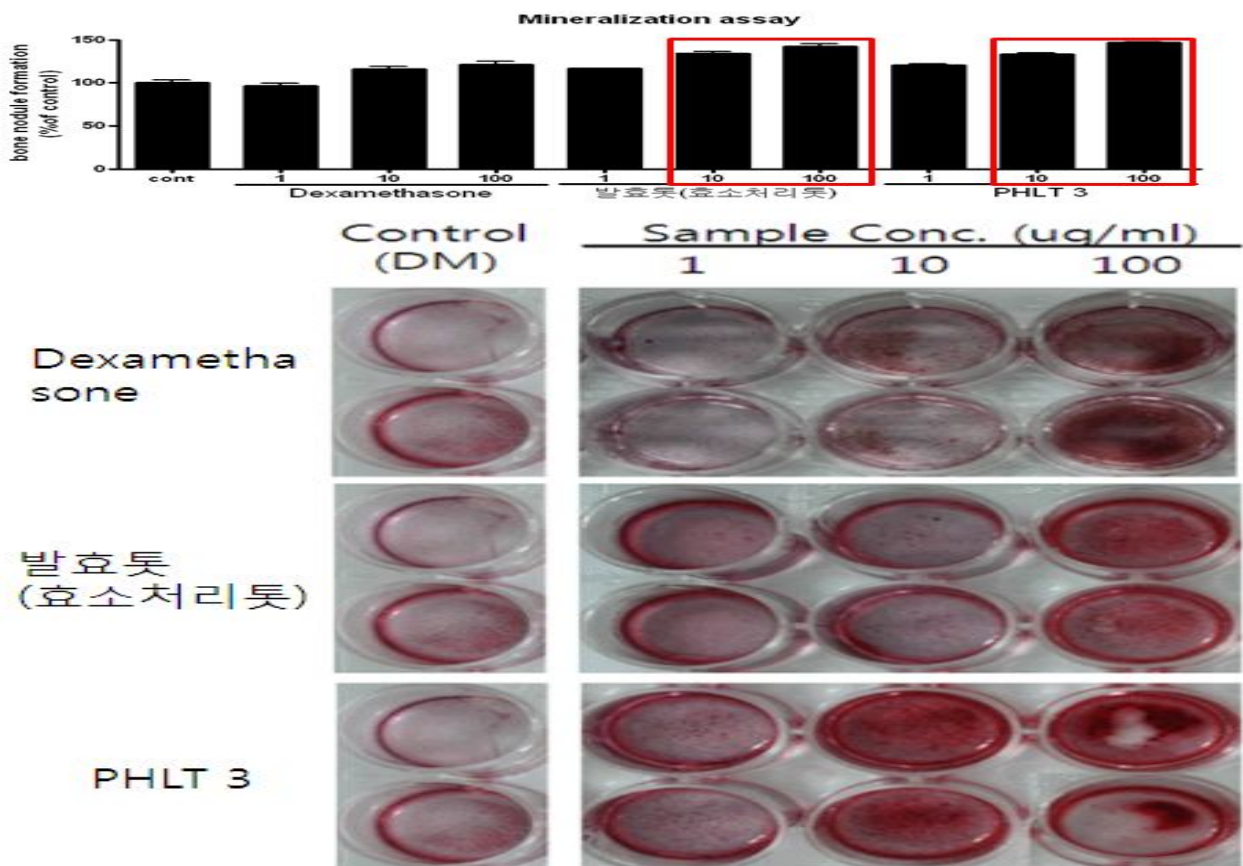 Mineralization assay
bone nodule formation
(%of control)
150
100
50
0
cont 1 10 100 1 10 100 1 10 100
Dexamethasone 발효톳(효소처리톳) PHLT 3
Control Sample Conc. (uq/ml)
(DM) 1 10 100
Dexametha
sone
발효톳
(효소처리톳)
PHLT 3